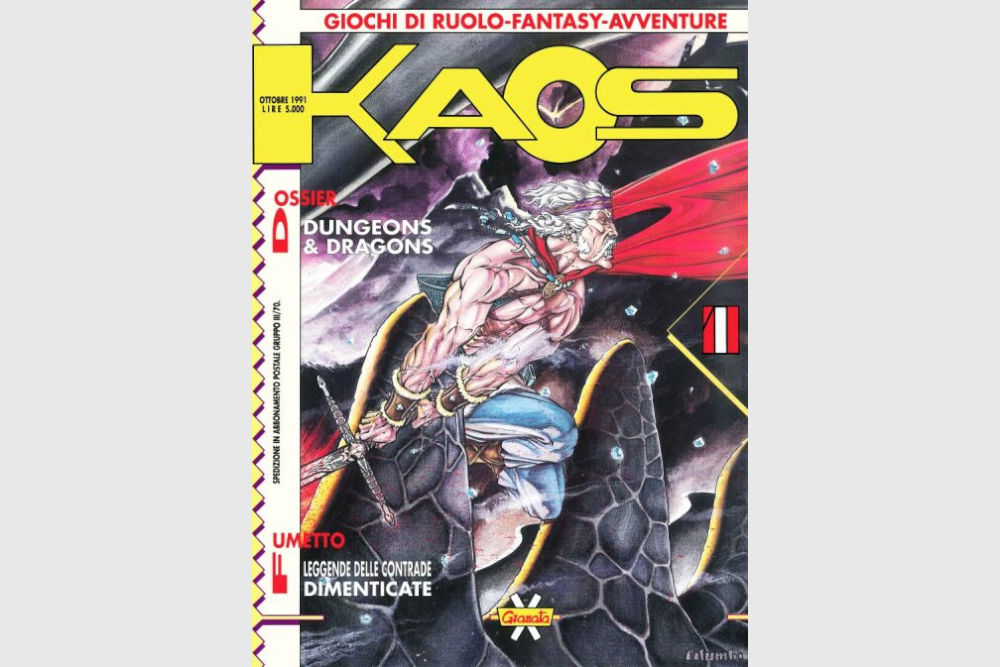 GIOCHI DI RUOLO-FANTASY-AVVENTURE
KAOS
OTTOBRE 1991
LIRE 5.000
DOSSIER
DUNGEONS
& DRAGONS
1
SPEDIZIONE IN ABBONAMENTO POSTALE GRUPPO III/70.
FUMETTO
LEGGENDE DELLE CONTRADE
DIMENTICATE
Granata